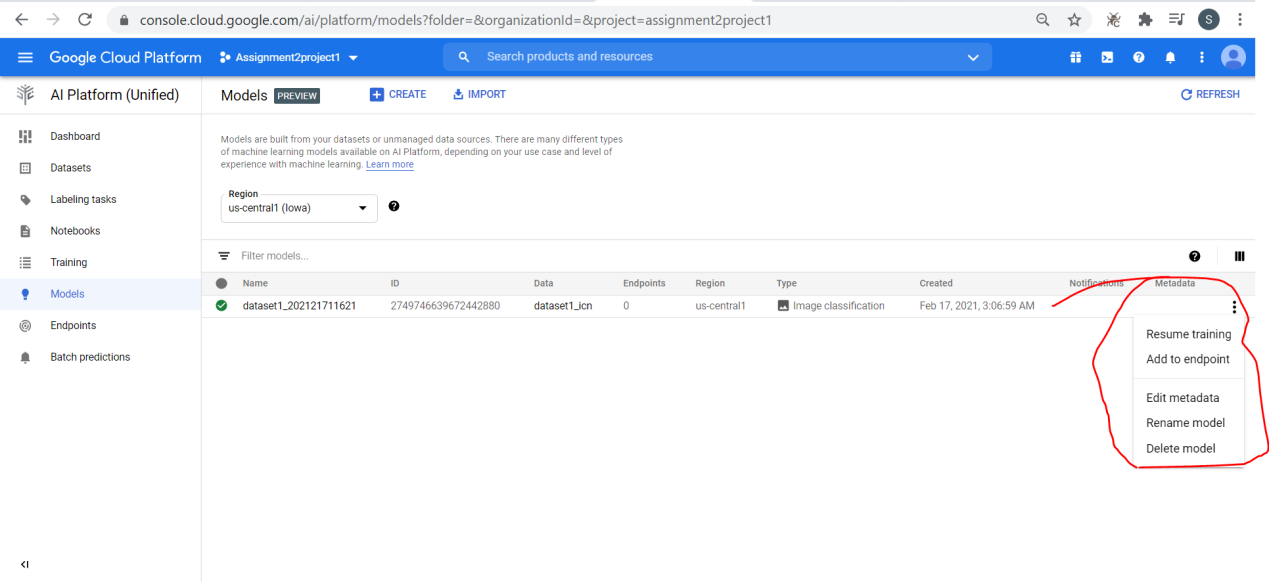 console.cloud.google.com/ai/platform/models?folder=&organizationId=&project=assignment2project1
S
Google Cloud Platform
Assignment2project1
Search products and resources
AI Platform (Unified)
Models PREVIEW
CREATE
IMPORT
REFRESH
Dashboard
Datasets
Labeling tasks
Notebooks
Training
Models
Endpoints
Batch predictions
Models are built from your datasets or unmanaged data sources. There are many different types
of machine learning models available on AI Platform, depending on your use case and level of
experience with machine learning. Learn more
Region
us-central1 (Iowa)
Filter models...
Name ID Data Endpoints Region Type Created Notifications Metadata
dataset1_202121711621 2749746639672442880 dataset1_icn 0 us-central1 Image classification Feb 17, 2021, 3:06:59 AM
Resume training
Add to endpoint
Edit metadata
Rename model
Delete model